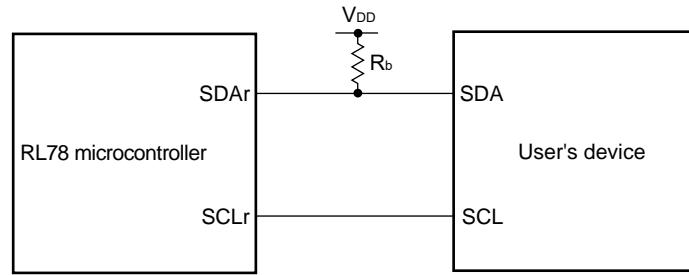 VDD
Rb
SDAr
SDA
RL78 microcontroller
User's device
SCLr
SCL